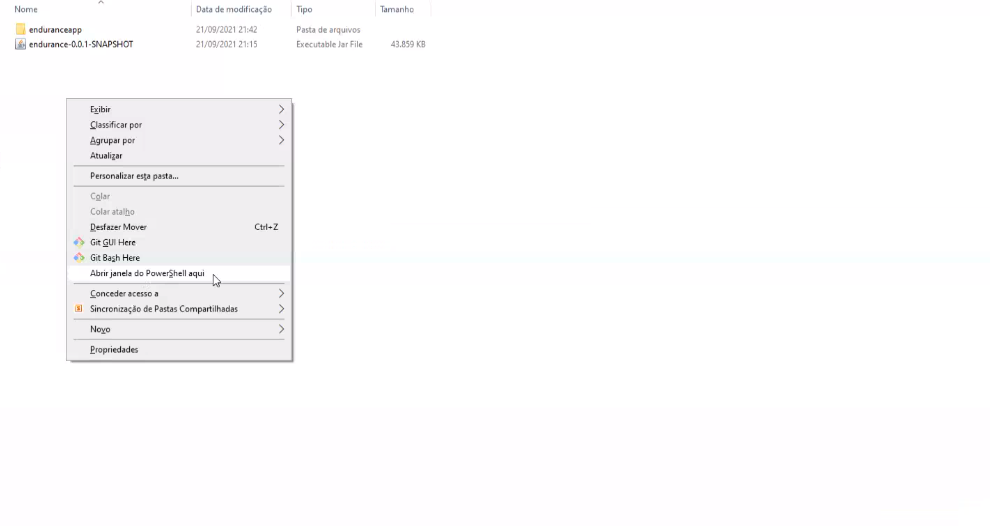 Nome Data de modificação Tipo Tamanho
enduranceapp 21/09/2021 21:42 Pasta de arquivos
endurance-0.0.1-SNAPSHOT 21/09/2021 21:15 Executable Jar File 43.859 KB
Exibir
Classificar por
Agrupar por
Atualizar
Personalizar esta pasta...
Colar
Colar atalho
Desfazer Mover Ctrl+Z
Git GUI Here
Git Bash Here
Abrir janela do PowerShell aqui
Conceder acesso a
Sincronização de Pastas Compartilhadas
Novo
Propriedades